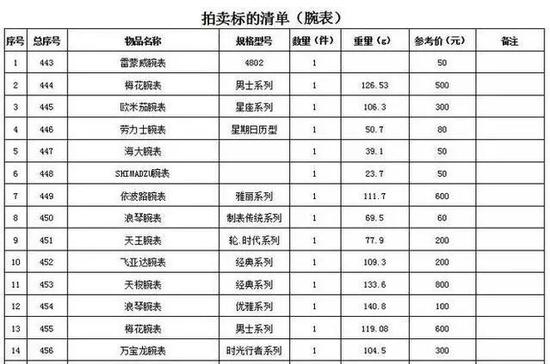 拍卖标的清单（腕表）
序号 总序号 物品名称 规格型号 数量（件） 重量（g） 参考价（元） 备注
1 443 雷蒙威腕表 4802 1 50
2 444 梅花腕表 男士系列 1 126.53 500
3 445 欧米茄腕表 星座系列 1 106.3 300
4 446 劳力士腕表 星期日历型 1 50.7 80
5 447 海大腕表 1 39.1 50
6 448 SHIMADZU腕表 1 23.7 50
7 449 依波路腕表 雅丽系列 1 111.7 600
8 450 浪琴腕表 制表传统系列 1 69.5 60
9 451 天王腕表 轮.时代系列 1 77.9 200
10 452 飞亚达腕表 经典系列 1 109.3 200
11 453 天梭腕表 经典系列 1 133.6 800
12 454 浪琴腕表 优雅系列 1 140.8 100
13 455 梅花腕表 男士系列 1 119.08 600
14 456 万宝龙腕表 时光行者系列 1 104.5 300